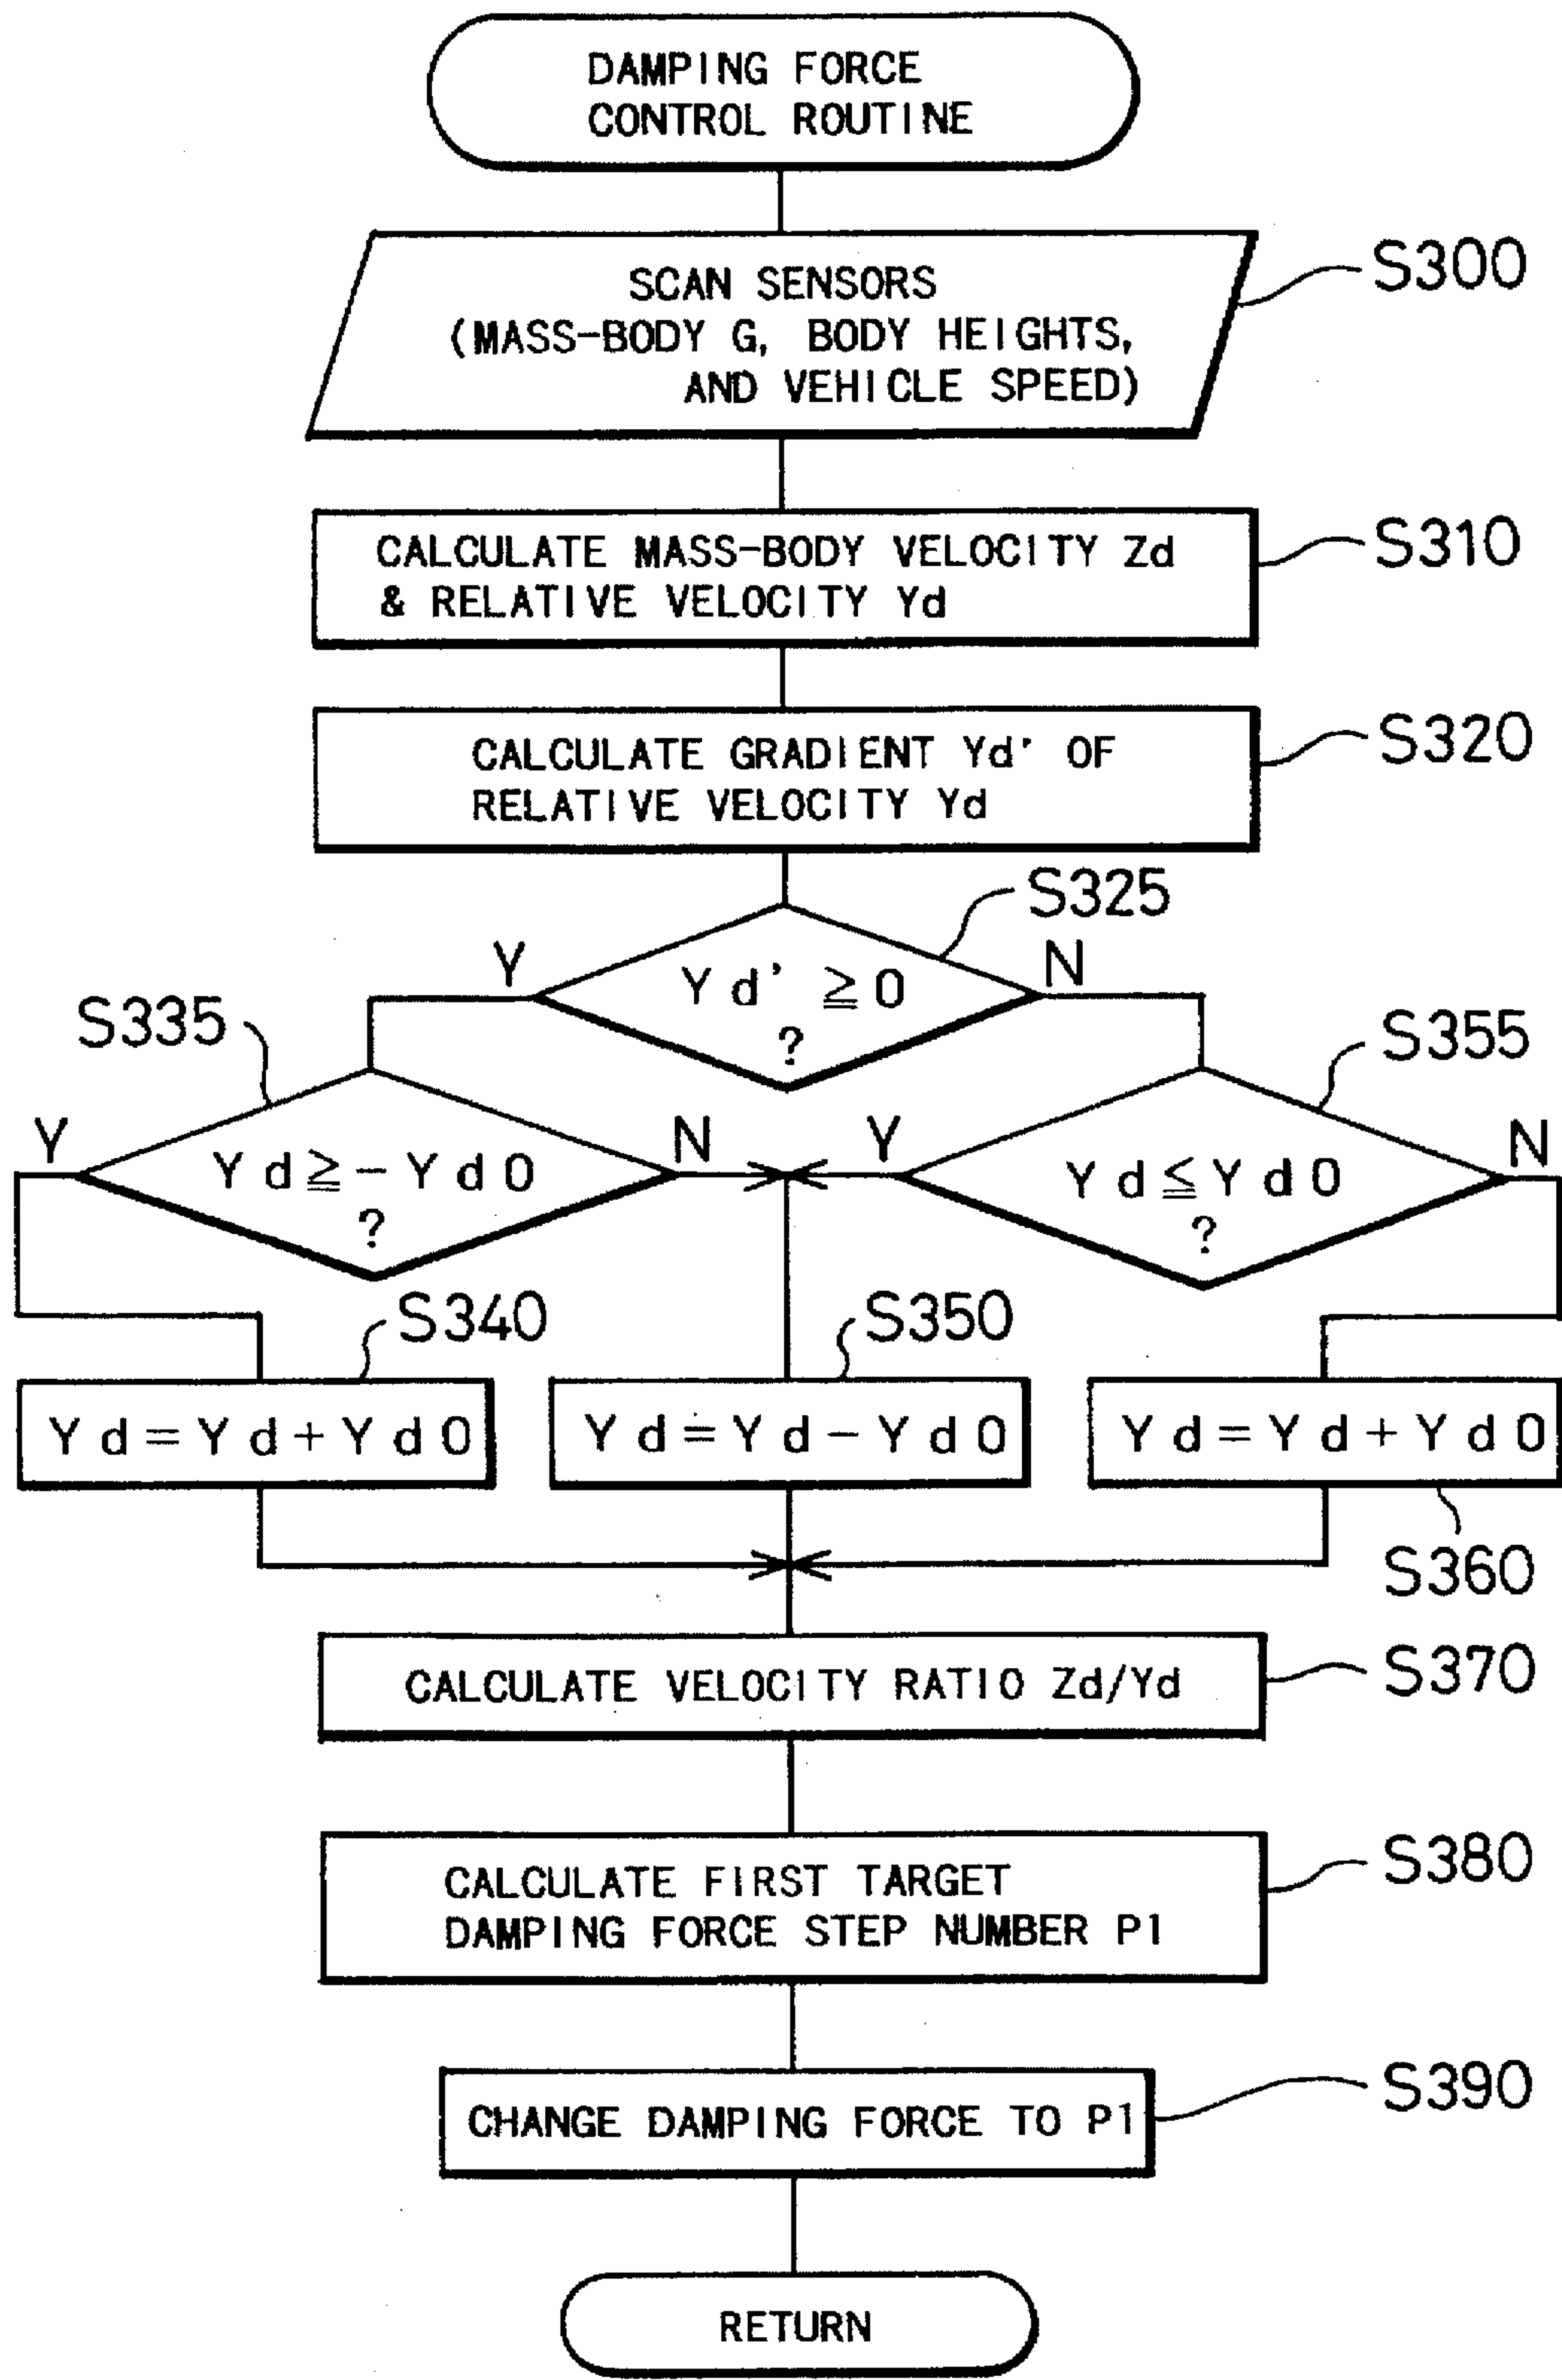 DAMPING FORCE
CONTROL ROUTINE
SCAN SENSORS
(MASS-BODY G, BODY HEIGHTS,
AND VEHICLE SPEED)
S300
CALCULATE MASS-BODY VELOCITY Zd
& RELATIVE VELOCITY Yd
S310
CALCULATE GRADIENT Yd' OF
RELATIVE VELOCITY Yd
S320
S325
Y
Yd' ≧ 0
?
N
S335
S355
Y
Yd ≧ -Yd0
?
N
Y
Yd ≦ Yd0
?
N
S340
S350
Yd = Yd + Yd0
Yd = Yd - Yd0
Yd = Yd + Yd0
S360
CALCULATE VELOCITY RATIO Zd/Yd
S370
CALCULATE FIRST TARGET
DAMPING FORCE STEP NUMBER P1
S380
CHANGE DAMPING FORCE TO P1
S390
RETURN